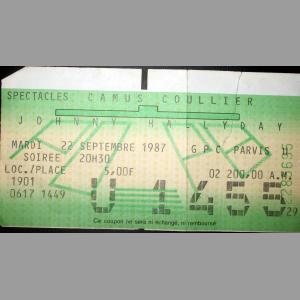 SPECTACLES CAMUS COULLIER
JOHNNY HALLYDAY
MARDI 22 SEPTEMBRE 1987 G P C PARVIS
SOIREE 20H30
LOC./PLACE 5,00F 02 200,00 A.M.
1901
0617 1449 U 1455
Ce coupon ne sera ni échangé, ni remboursé